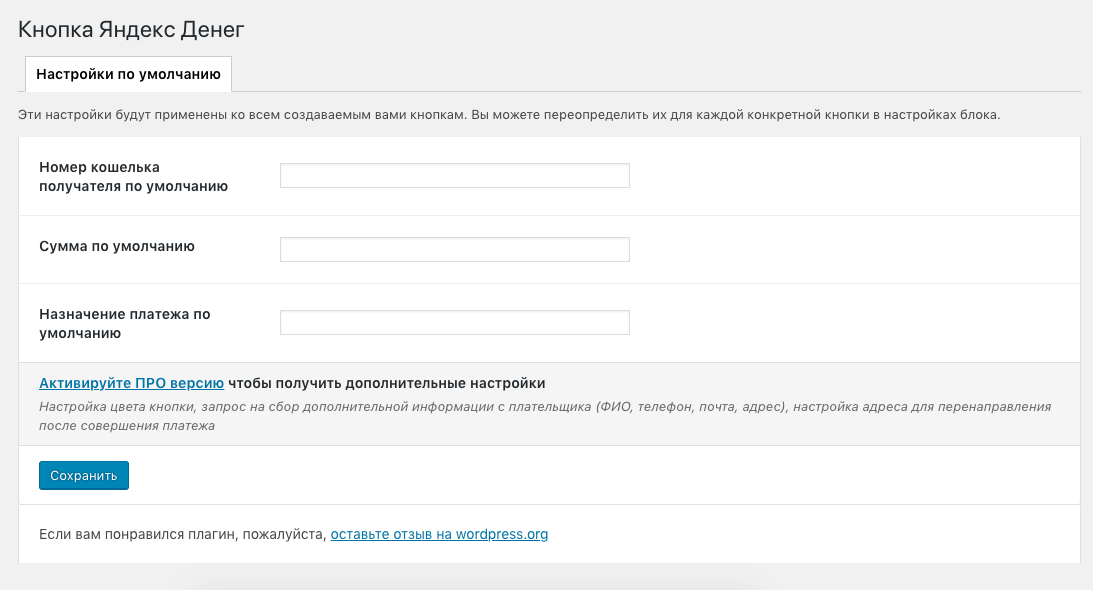 Кнопка Яндекс Денег
Настройки по умолчанию
Эти настройки будут применены ко всем создаваемым вами кнопкам. Вы можете переопределить их для каждой конкретной кнопки в настройках блока.
Номер кошелька
получателя по умолчанию
Сумма по умолчанию
Назначение платежа по
умолчанию
Активируйте ПРО версию чтобы получить дополнительные настройки
Настройка цвета кнопки, запрос на сбор дополнительной информации с плательщика (ФИО, телефон, почта, адрес), настройка адреса для перенаправления
после совершения платежа
Сохранить
Если вам понравился плагин, пожалуйста, оставьте отзыв на wordpress.org